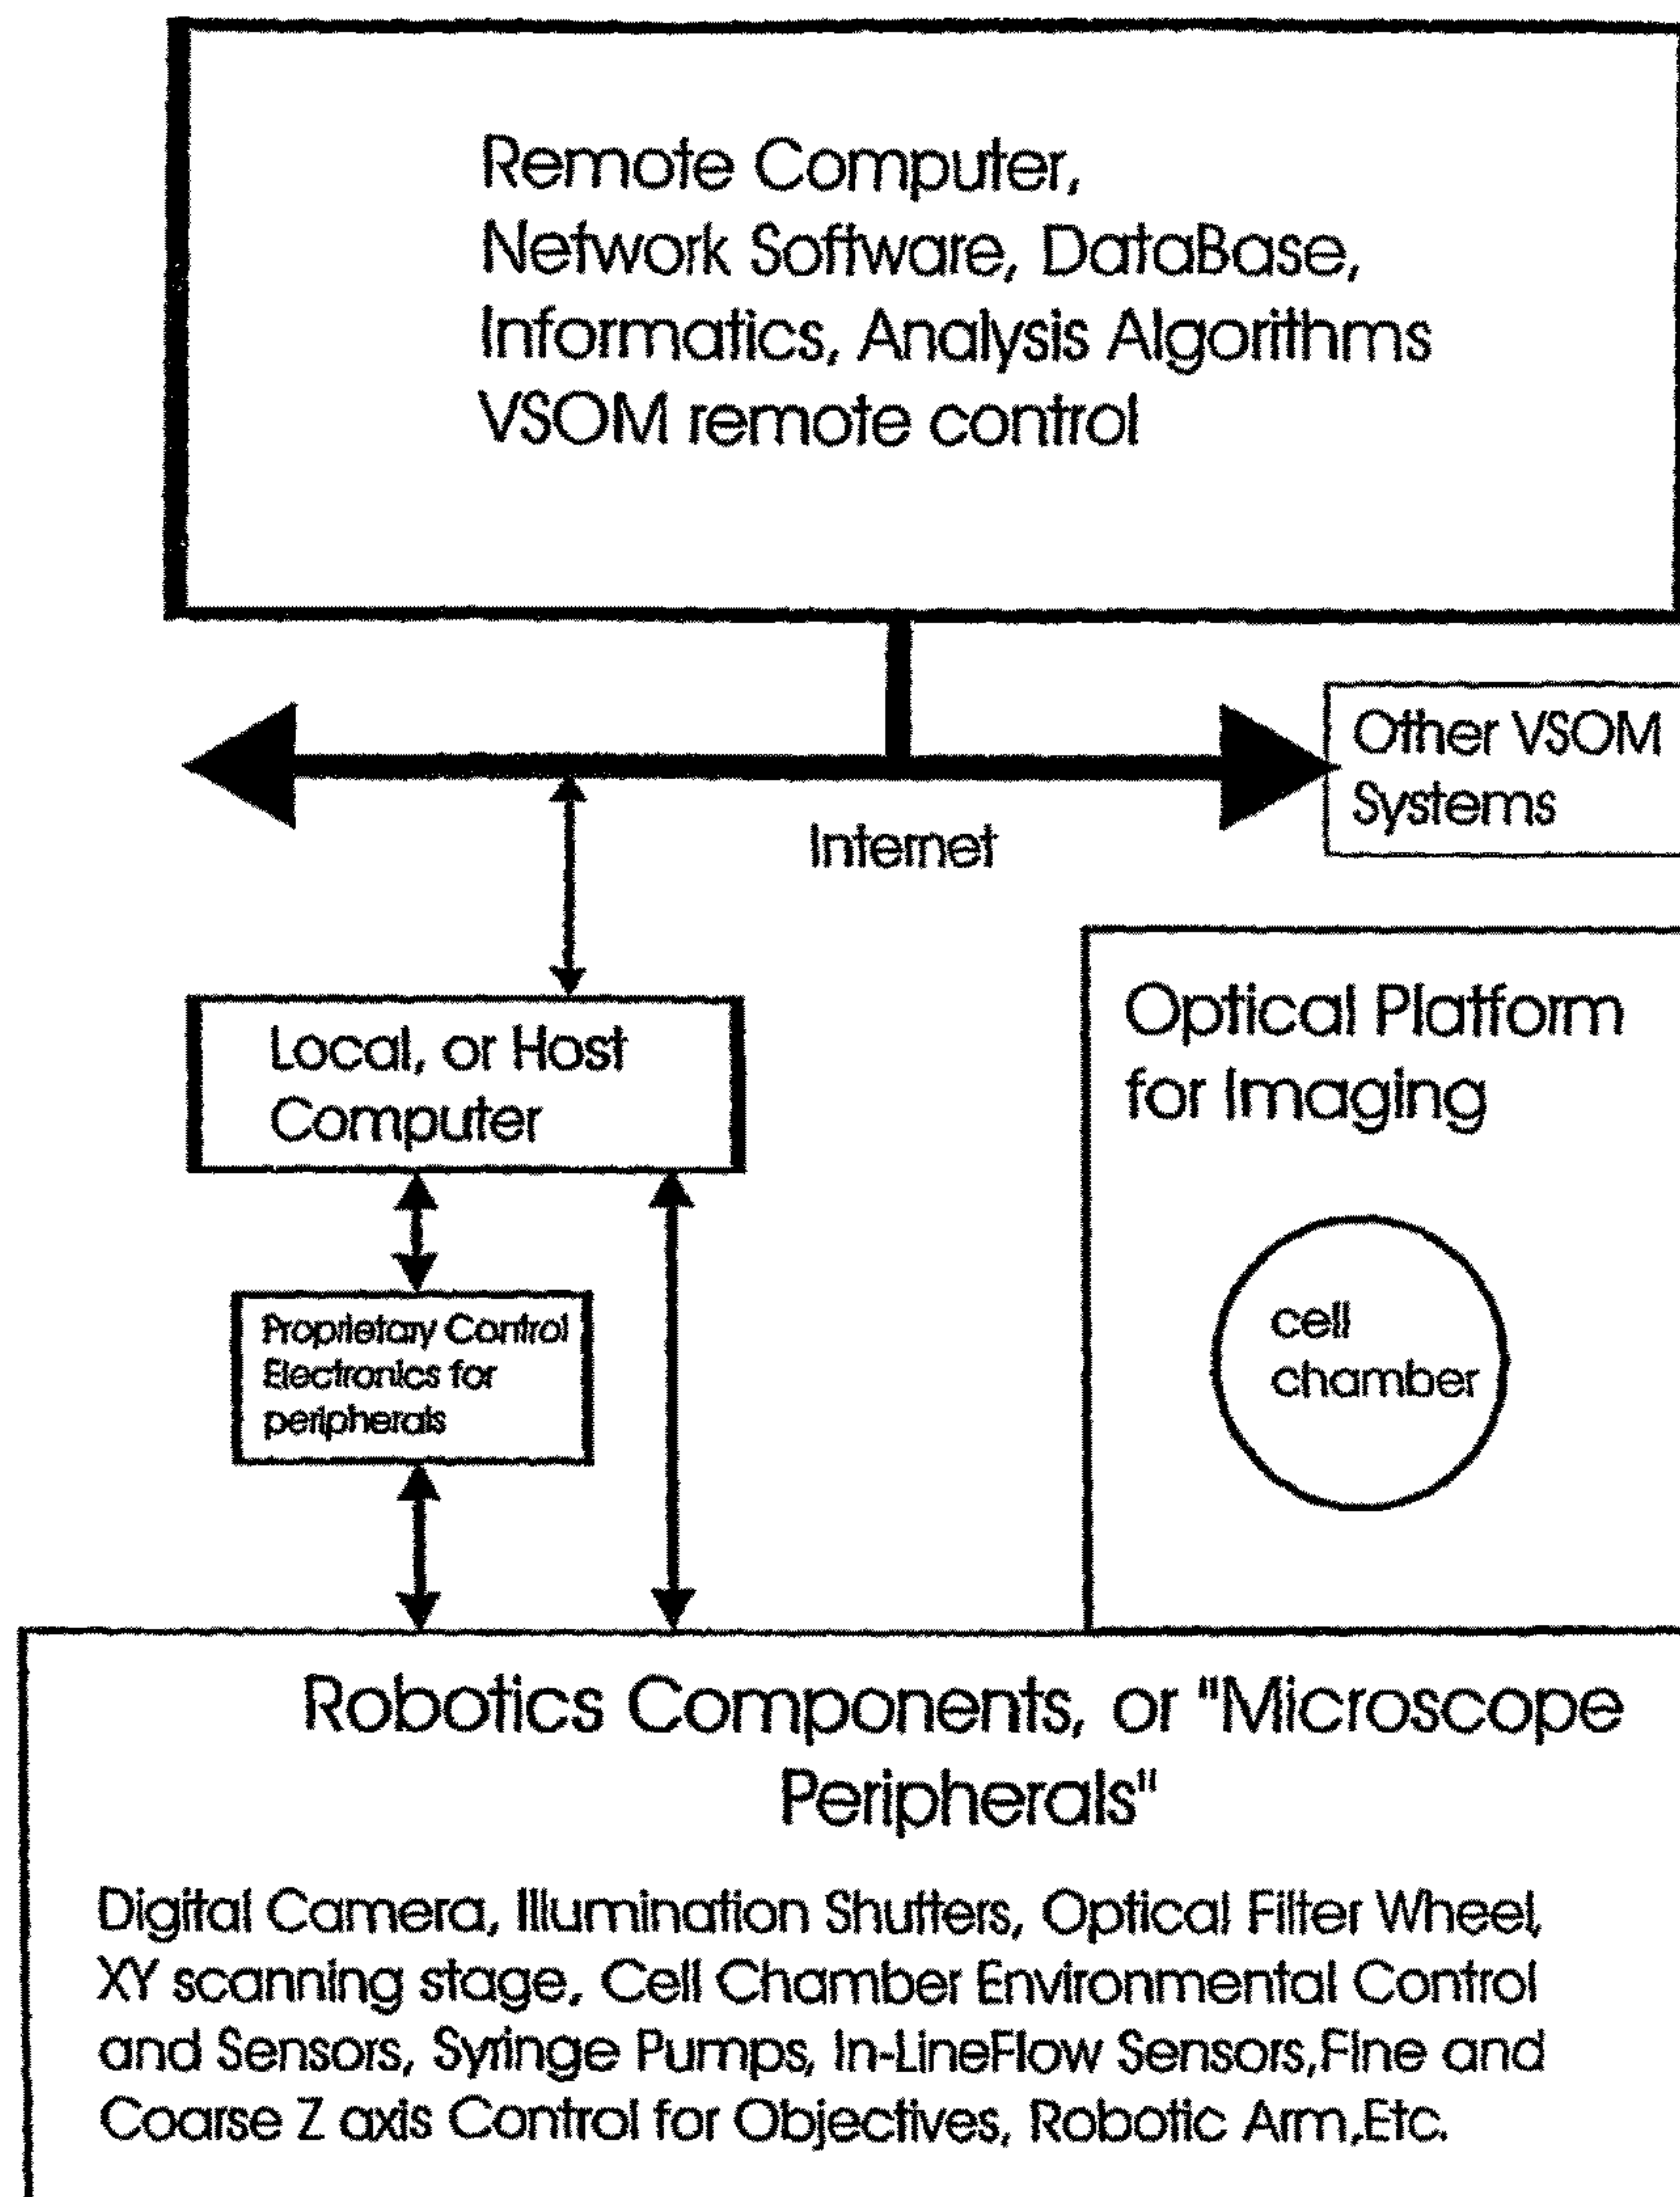 Remote Computer,
Network Software, DataBase,
Informatics, Analysis Algorithms
VSOM remote control
Other VSOM
Systems
Internet
Local, or Host
Computer
Optical Platform
for Imaging
cell
chamber
Proprietary Control
Electronics for
peripherals
Robotics Components, or "Microscope
Peripherals"
Digital Camera, Illumination Shutters, Optical Filter Wheel,
XY scanning stage, Cell Chamber Environmental Control
and Sensors, Syringe Pumps, In-LineFlow Sensors,Fine and
Coarse Z axis Control for Objectives, Robotic Arm,Etc.